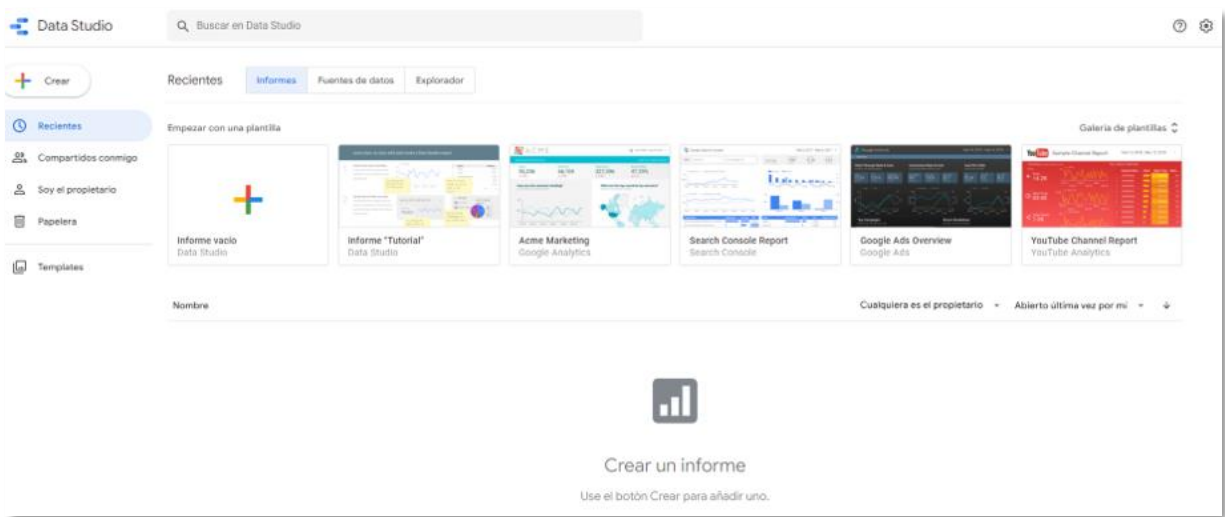 Data Studio
Buscar en Data Studio
Crear
Recientes
Informes
Fuentes de datos
Explorador
Recientes
Compartidos conmigo
Soy el propietario
Papelera
Templates
Empezar con una plantilla
Galería de plantillas
Informe vacío
Data Studio
Informe "Tutorial"
Data Studio
Acme Marketing
Google Analytics
Search Console Report
Search Console
Google Ads Overview
Google Ads
YouTube Channel Report
YouTube Analytics
Nombre
Cualquiera es el propietario
Abierto última vez por mí
Crear un informe
Use el botón Crear para añadir uno.